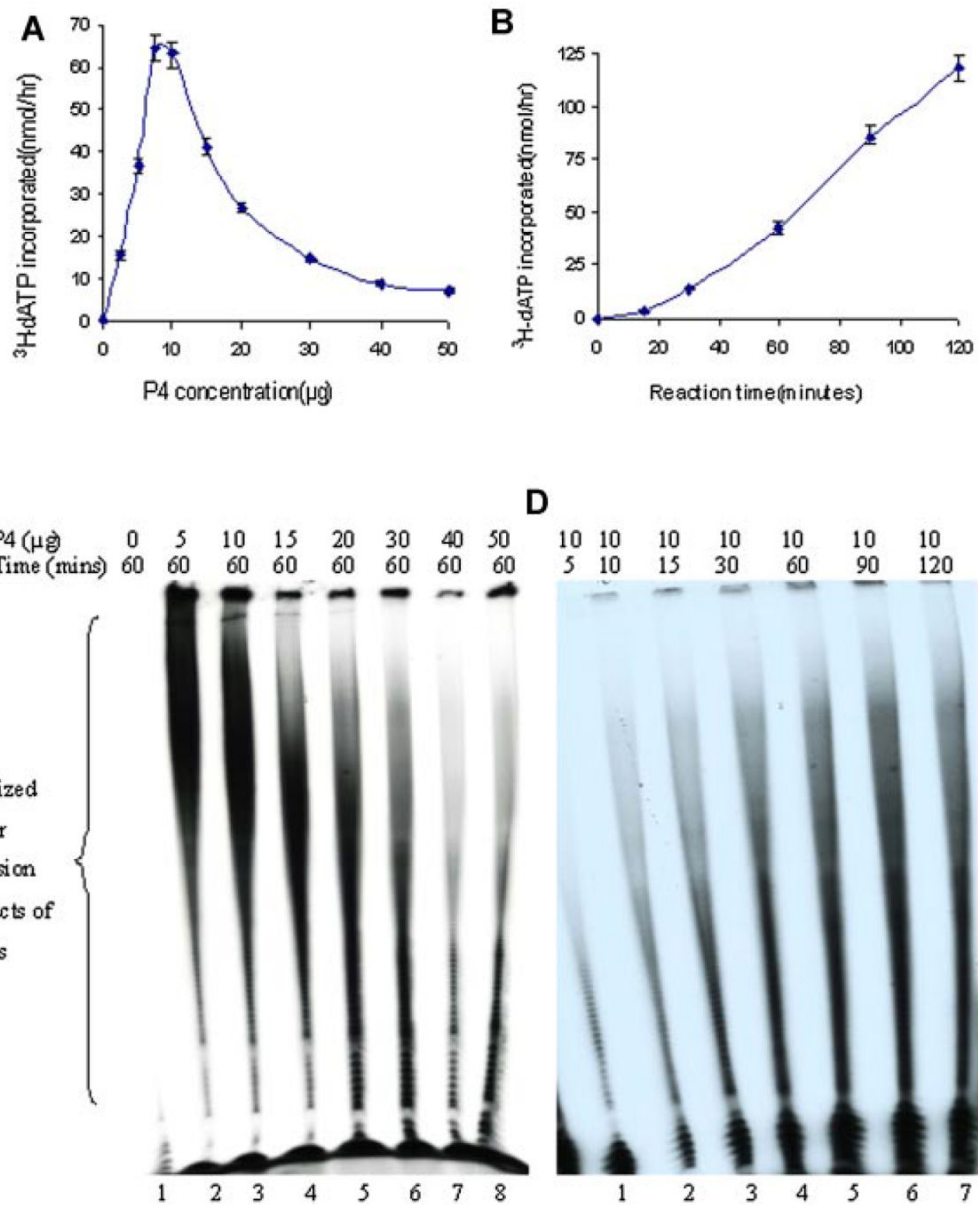 A
70
60
50
40
30
20
10
0
0 10 20 30 40 50
³H-dATP incorporated(nmol/hr)
P4 concentration(µg)
B
125
100
75
50
25
0
0 20 40 60 80 100 120
³H-dATP incorporated(nmol/hr)
Reaction time(minutes)
D
P4 (µg) 0 5 10 15 20 30 40 50
Time (mins) 60 60 60 60 60 60 60 60
10 10 10 10 10 10 10
5 10 15 30 60 90 120
ized
r
sion
cts of
s
1 2 3 4 5 6 7 8
1 2 3 4 5 6 7